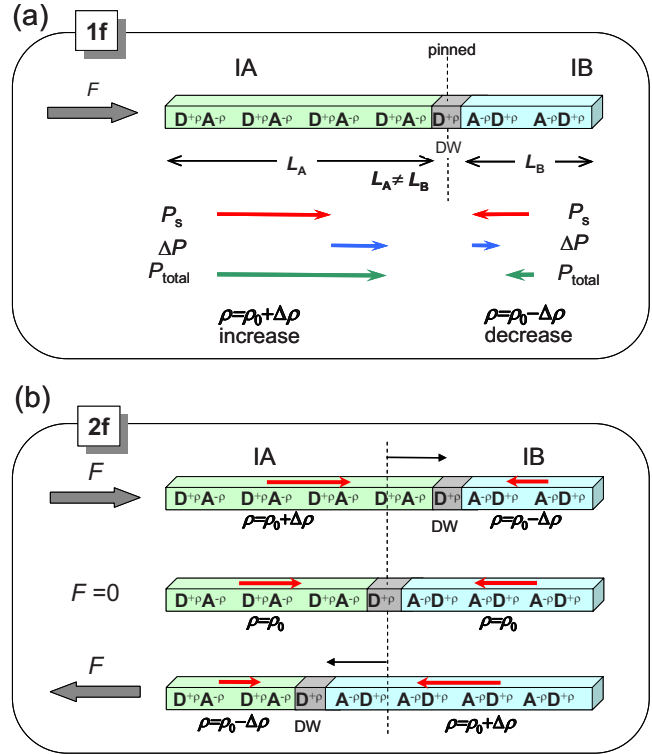 (a)
1f
pinned
IA
IB
F
D+ρA-ρ D+ρA-ρ D+ρA-ρ D+ρA-ρ D+ρ A-ρD+ρ A-ρD+ρ
DW
LA
LA≠ LB
LB
Ps
Ps
ΔP
ΔP
Ptotal
Ptotal
ρ=ρ0+Δρ
ρ=ρ0-Δρ
increase
decrease
(b)
2f
IA
IB
F
D+ρA-ρ D+ρA-ρ D+ρA-ρ D+ρA-ρ D+ρ A-ρD+ρ A-ρD+ρ
ρ=ρ0+Δρ
DW
ρ=ρ0-Δρ
F =0
D+ρA-ρ D+ρA-ρ D+ρA-ρ D+ρ A-ρD+ρ A-ρD+ρ A-ρD+ρ
ρ=ρ0
ρ=ρ0
F
D+ρA-ρ D+ρA-ρ D+ρ A-ρD+ρ A-ρD+ρ A-ρD+ρ A-ρD+ρ
ρ=ρ0-Δρ
DW
ρ=ρ0+Δρ